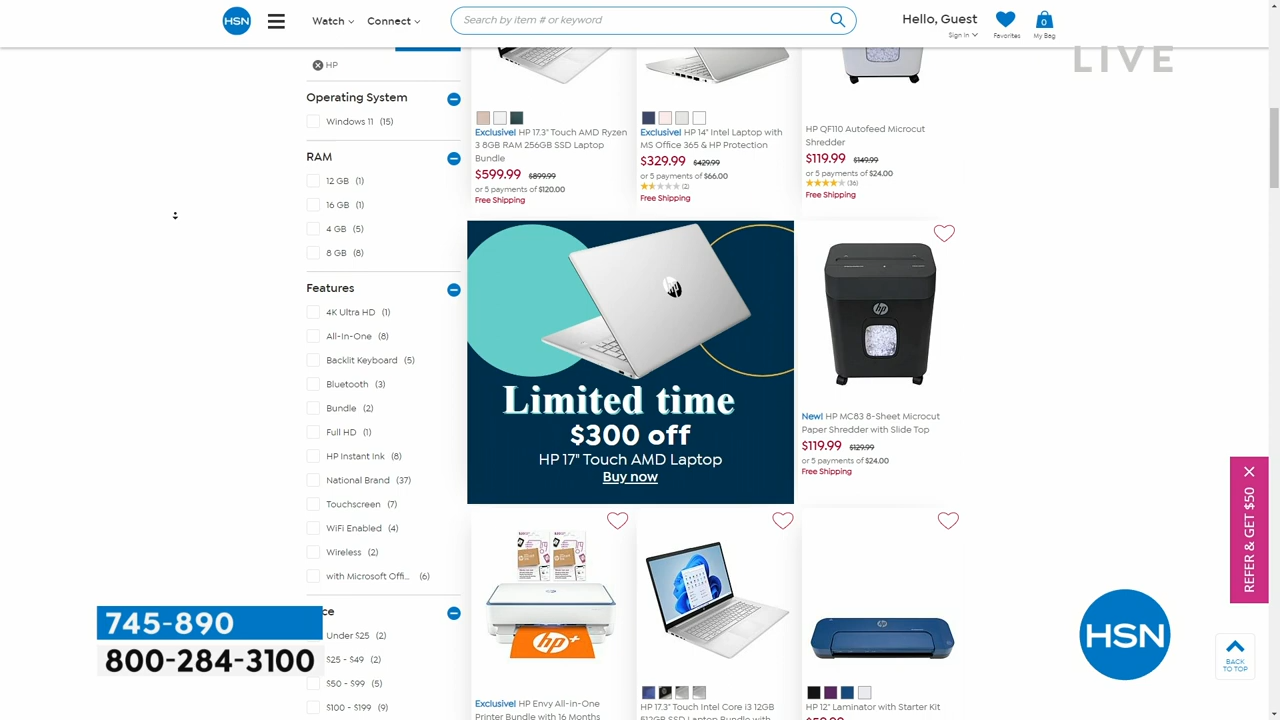 HSN
Watch
Connect
Search by item # or keyword
Hello, Guest
Sign In
Favorites
0
My Bag
LIVE
HP
Operating System
Windows 11 (15)
RAM
12 GB (1)
16 GB (1)
4 GB (5)
8 GB (8)
Features
4K Ultra HD (1)
All-In-One (8)
Backlit Keyboard (5)
Bluetooth (3)
Bundle (2)
Full HD (1)
HP Instant Ink (8)
National Brand (37)
Touchscreen (7)
WiFi Enabled (4)
Wireless (2)
with Microsoft Offi... (6)
ce
Under $25 (2)
$25 - $49 (2)
$50 - $99 (5)
$100 - $199 (9)
Exclusive! HP 17.3" Touch AMD Ryzen
3 8GB RAM 256GB SSD Laptop
Bundle
$599.99 $899.99
or 5 payments of $120.00
Free Shipping
Exclusive! HP 14" Intel Laptop with
MS Office 365 & HP Protection
$329.99 $429.99
or 5 payments of $66.00
(2)
Free Shipping
HP QF110 Autofeed Microcut
Shredder
$119.99 $149.99
or 5 payments of $24.00
(36)
Free Shipping
hp
Limited time
$300 off
HP 17" Touch AMD Laptop
Buy now
hp
New! HP MC83 8-Sheet Microcut
Paper Shredder with Slide Top
$119.99 $129.99
or 5 payments of $24.00
Free Shipping
hp+
Exclusive! HP Envy All-in-One
Printer Bundle with 16 Months
HP 17.3" Touch Intel Core i3 12GB
512GB SSD Laptop Bundle with
hp
HP 12" Laminator with Starter Kit
REFER & GET $50
745-890
800-284-3100
HSN
BACK
TO TOP